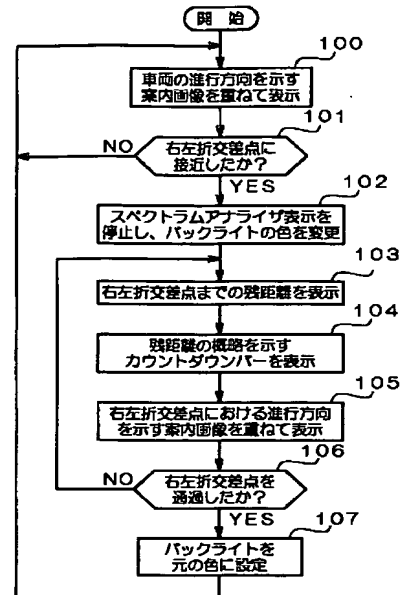 開 始
100
車両の進行方向を示す
案内画像を重ねて表示
101
NO
右左折交差点に
接近したか?
YES
102
スペクトラムアナライザ表示を
停止し、バックライトの色を変更
103
右左折交差点までの残距離を表示
104
残距離の概略を示す
カウントダウンバーを表示
105
右左折交差点における進行方向
を示す案内画像を重ねて表示
106
NO
右左折交差点を
通過したか?
YES
107
バックライトを
元の色に設定